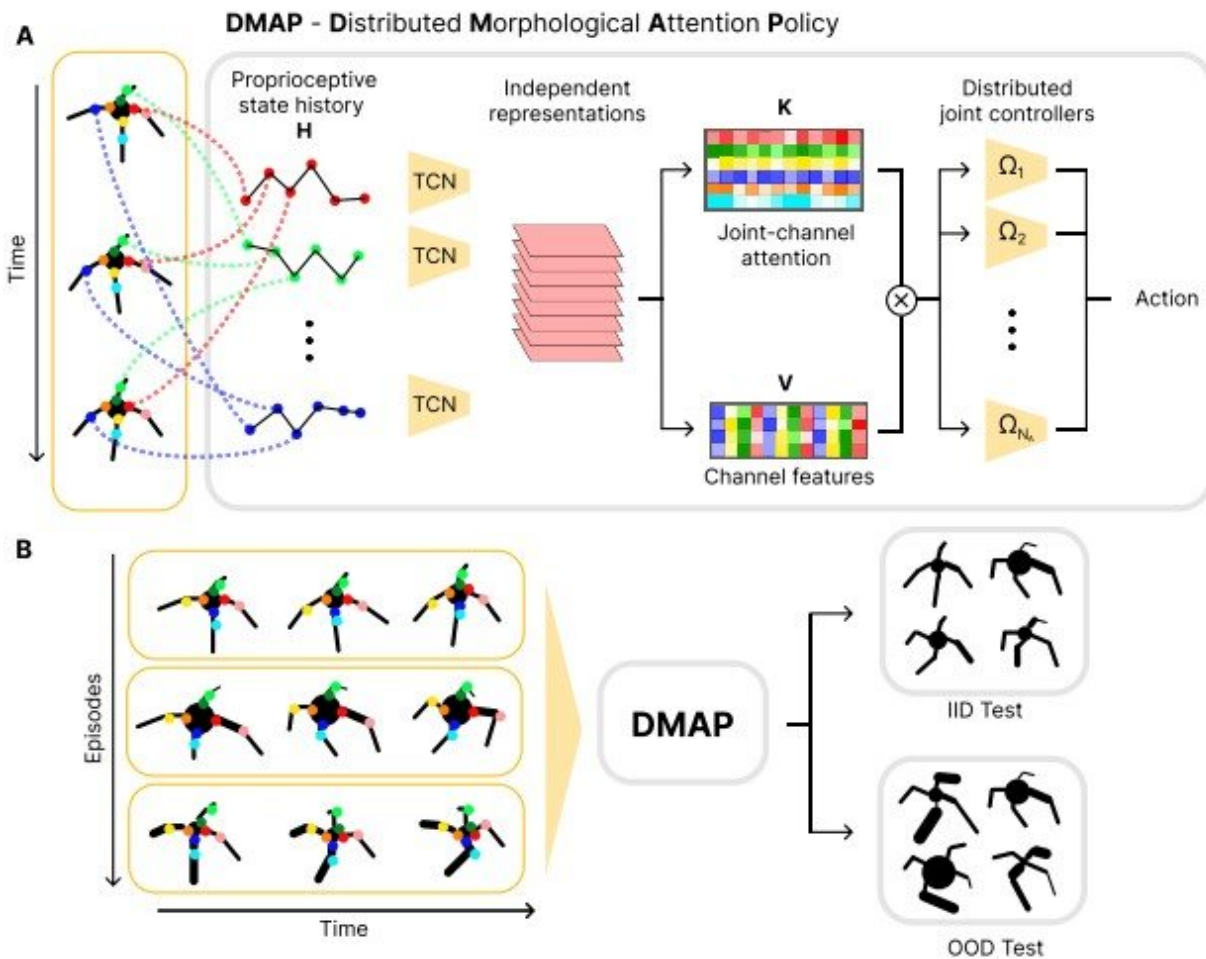 DMAP - Distributed Morphological Attention Policy
A
Time
Proprioceptive
state history
H
TCN
TCN
TCN
Independent
representations
K
Joint-channel
attention
V
Channel features
Distributed
joint controllers
Ω1
Ω2
ΩNA
Action
B
Episodes
Time
DMAP
IID Test
OOD Test